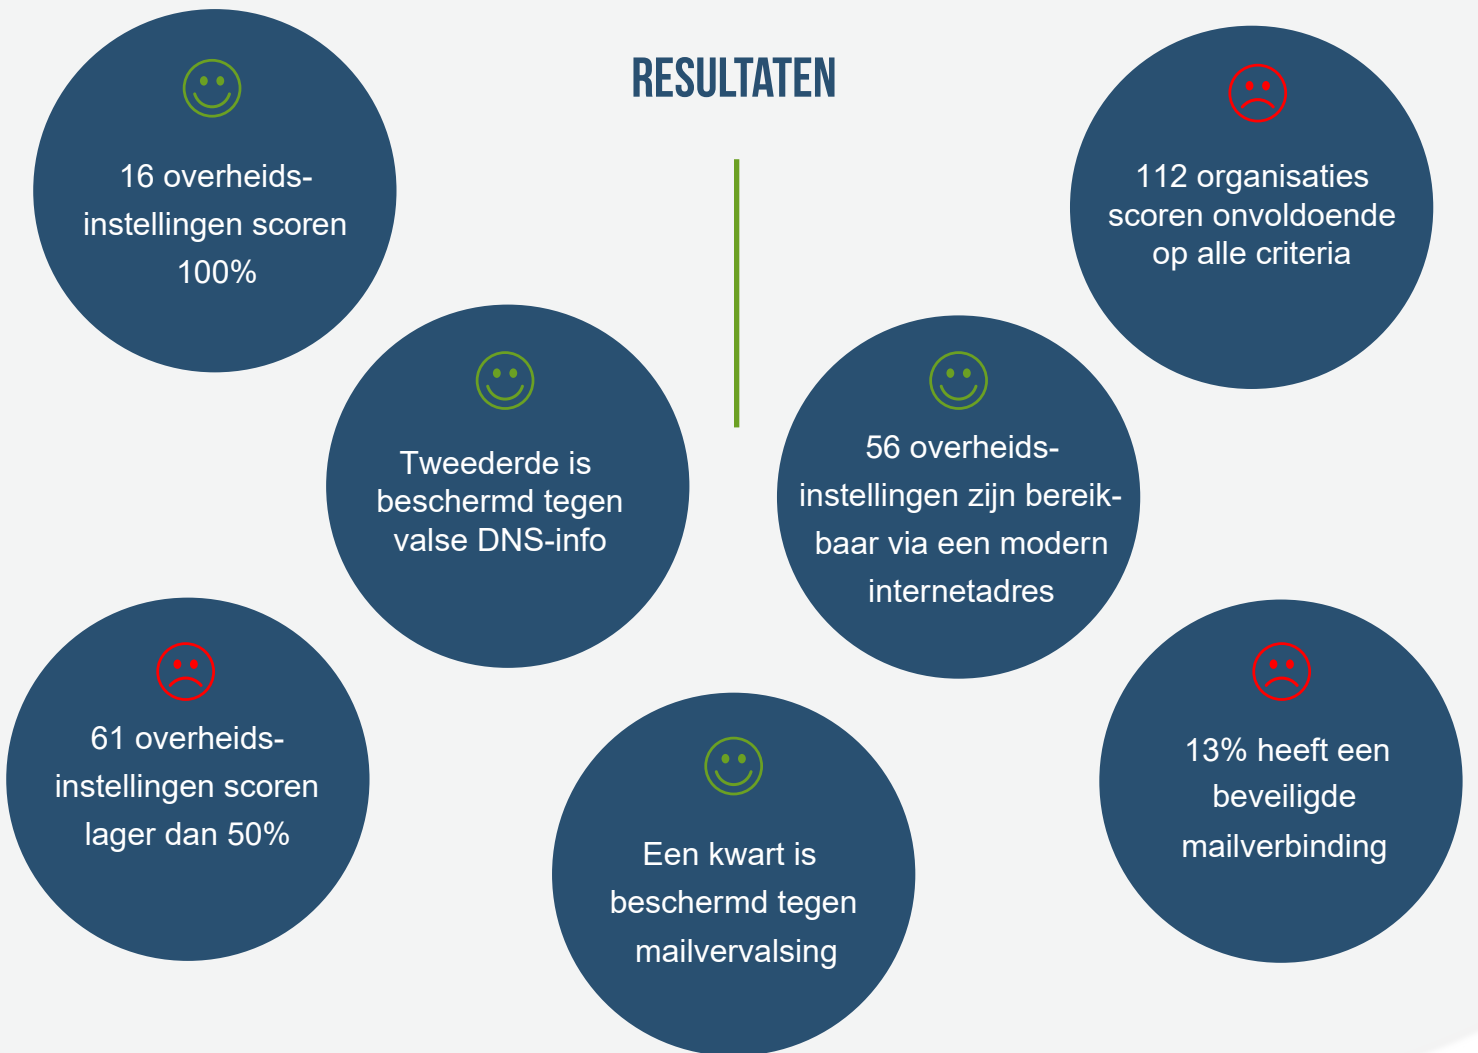 RESULTATEN
16 overheids-
instellingen scoren
100%
112 organisaties
scoren onvoldoende
op alle criteria
Tweederde is
beschermd tegen
valse DNS-info
56 overheids-
instellingen zijn bereik-
baar via een modern
internetadres
61 overheids-
instellingen scoren
lager dan 50%
Een kwart is
beschermd tegen
mailvervalsing
13% heeft een
beveiligde
mailverbinding